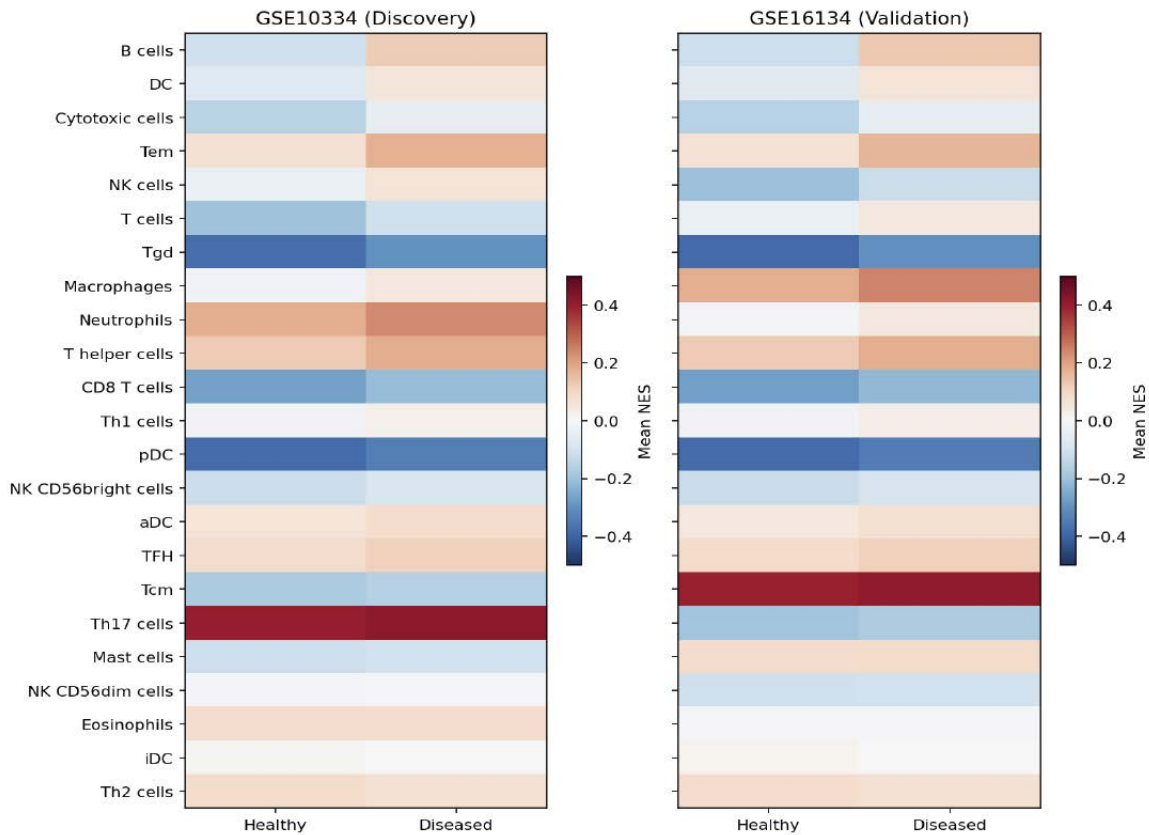 GSE10334 (Discovery)
GSE16134 (Validation)
B cells
DC
Cytotoxic cells
Tem
NK cells
T cells
Tgd
Macrophages
Neutrophils
T helper cells
CD8 T cells
Th1 cells
pDC
NK CD56bright cells
aDC
TFH
Tcm
Th17 cells
Mast cells
NK CD56dim cells
Eosinophils
iDC
Th2 cells
Healthy
Diseased
0.4
0.2
0.0
−0.2
−0.4
Mean NES
Healthy
Diseased
0.4
0.2
0.0
−0.2
−0.4
Mean NES